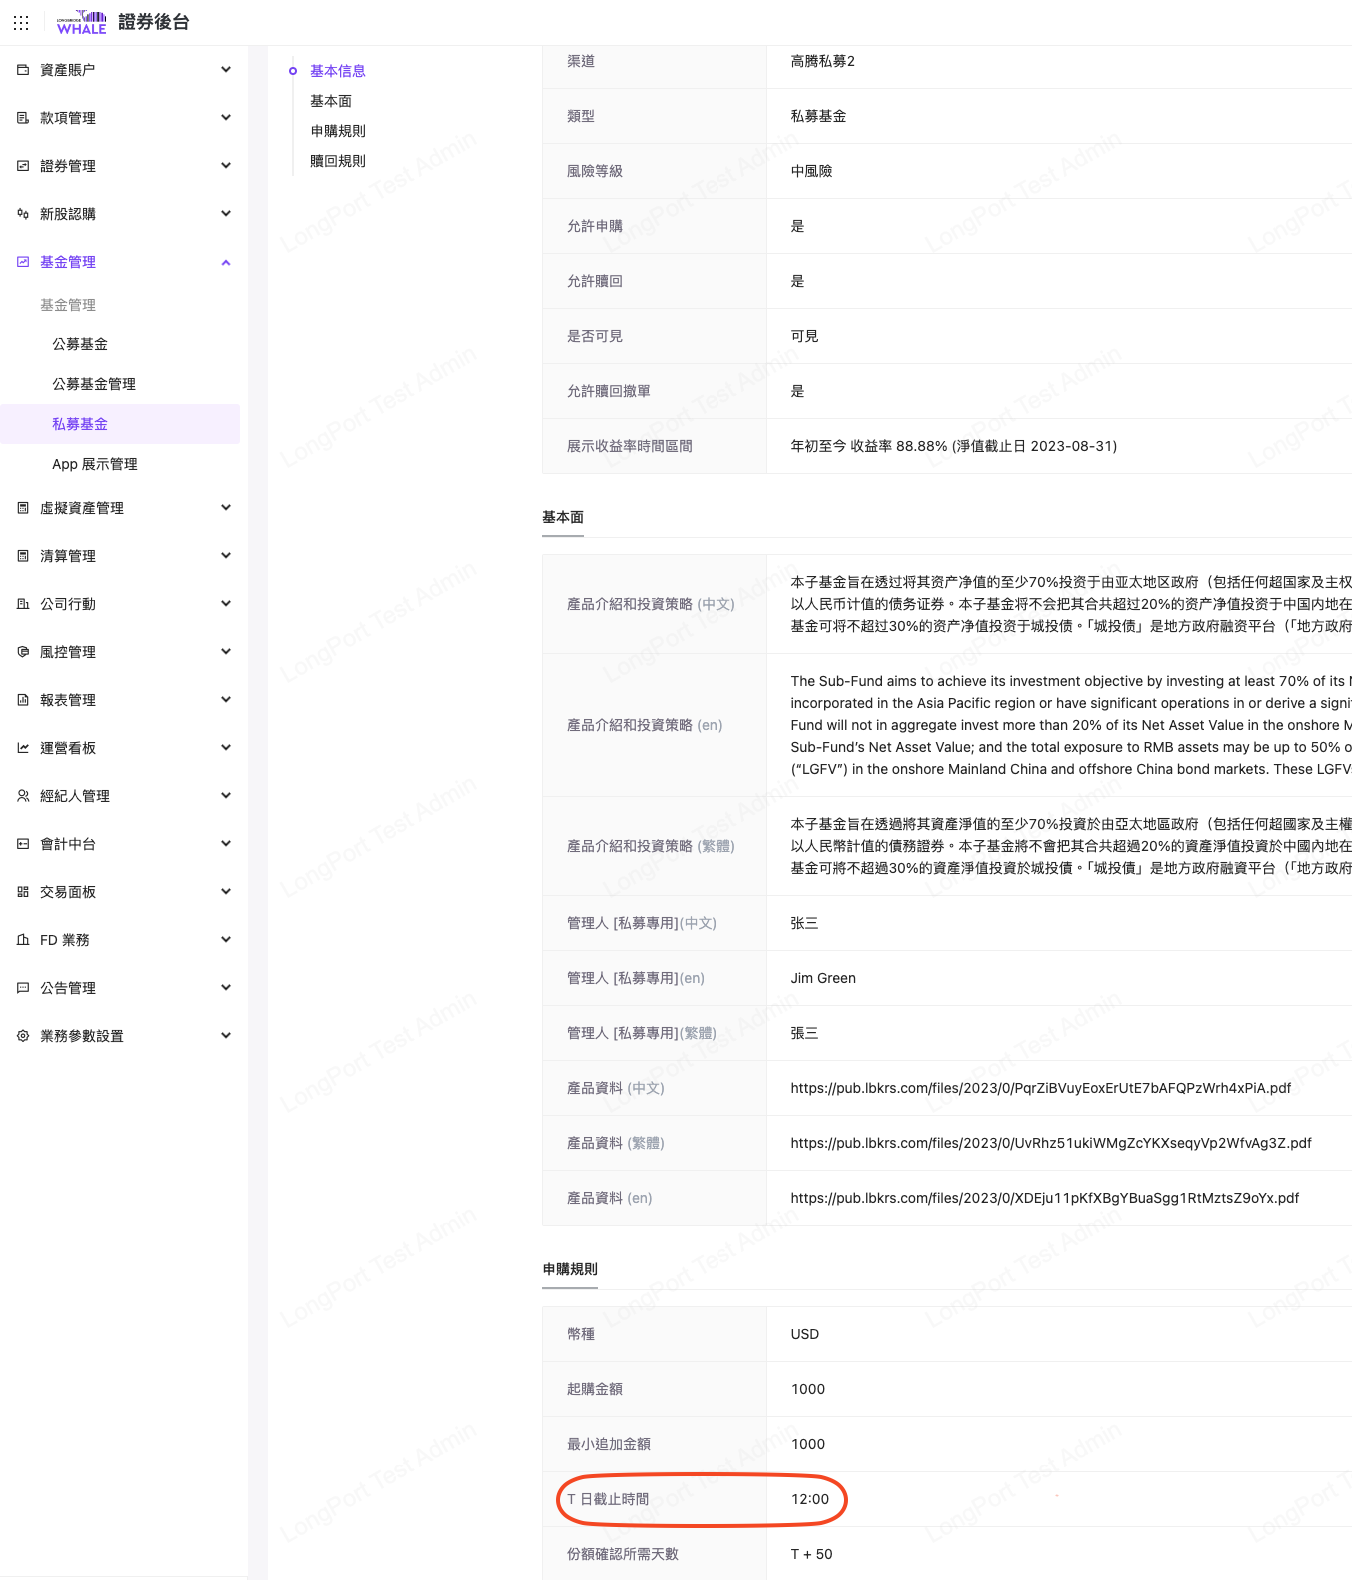 LONGBRIDGE
WHALE
證券後台
資產賬户
款項管理
證券管理
新股認購
基金管理
基金管理
公募基金
公募基金管理
私募基金
App 展示管理
虛擬資產管理
清算管理
公司行動
風控管理
報表管理
運營看板
經紀人管理
會計中台
交易面板
FD 業務
公告管理
業務參數設置
基本信息
基本面
申購規則
贖回規則
渠道 高腾私募2
類型 私募基金
風險等級 中風險
允許申購 是
允許贖回 是
是否可見 可見
允許贖回撤單 是
展示收益率時間區間 年初至今 收益率 88.88% (淨值截止日 2023-08-31)
基本面
產品介紹和投資策略 (中文)
本子基金旨在透过将其资产净值的至少70%投资于由亚太地区政府（包括任何超国家及主权
以人民币计值的债务证券。本子基金将不会把其合共超过20%的资产净值投资于中国内地在
基金可将不超过30%的资产净值投资于城投债。「城投债」是地方政府融资平台（「地方政府
產品介紹和投資策略 (en)
The Sub-Fund aims to achieve its investment objective by investing at least 70% of its N
incorporated in the Asia Pacific region or have significant operations in or derive a signi
Fund will not in aggregate invest more than 20% of its Net Asset Value in the onshore M
Sub-Fund’s Net Asset Value; and the total exposure to RMB assets may be up to 50% o
(“LGFV”) in the onshore Mainland China and offshore China bond markets. These LGFV
產品介紹和投資策略 (繁體)
本子基金旨在透過將其資產淨值的至少70%投資於由亞太地區政府（包括任何超國家及主權
以人民幣計值的債務證券。本子基金將不會把其合共超過20%的資產淨值投資於中國內地在
基金可將不超過30%的資產淨值投資於城投債。「城投債」是地方政府融資平台（「地方政府
管理人 [私募專用](中文) 张三
管理人 [私募專用](en) Jim Green
管理人 [私募專用](繁體) 張三
產品資料 (中文) https://pub.lbkrs.com/files/2023/0/PqrZiBVuyEoxErUtE7bAFQPzWrh4xPiA.pdf
產品資料 (繁體) https://pub.lbkrs.com/files/2023/0/UvRhz51ukiWMgZcYKXseqyVp2WfvAg3Z.pdf
產品資料 (en) https://pub.lbkrs.com/files/2023/0/XDEju11pKfXBgYBuaSgg1RtMztsZ9oYx.pdf
申購規則
幣種 USD
起購金額 1000
最小追加金額 1000
T 日截止時間 12:00
份額確認所需天數 T + 50
LongPort Test Admin